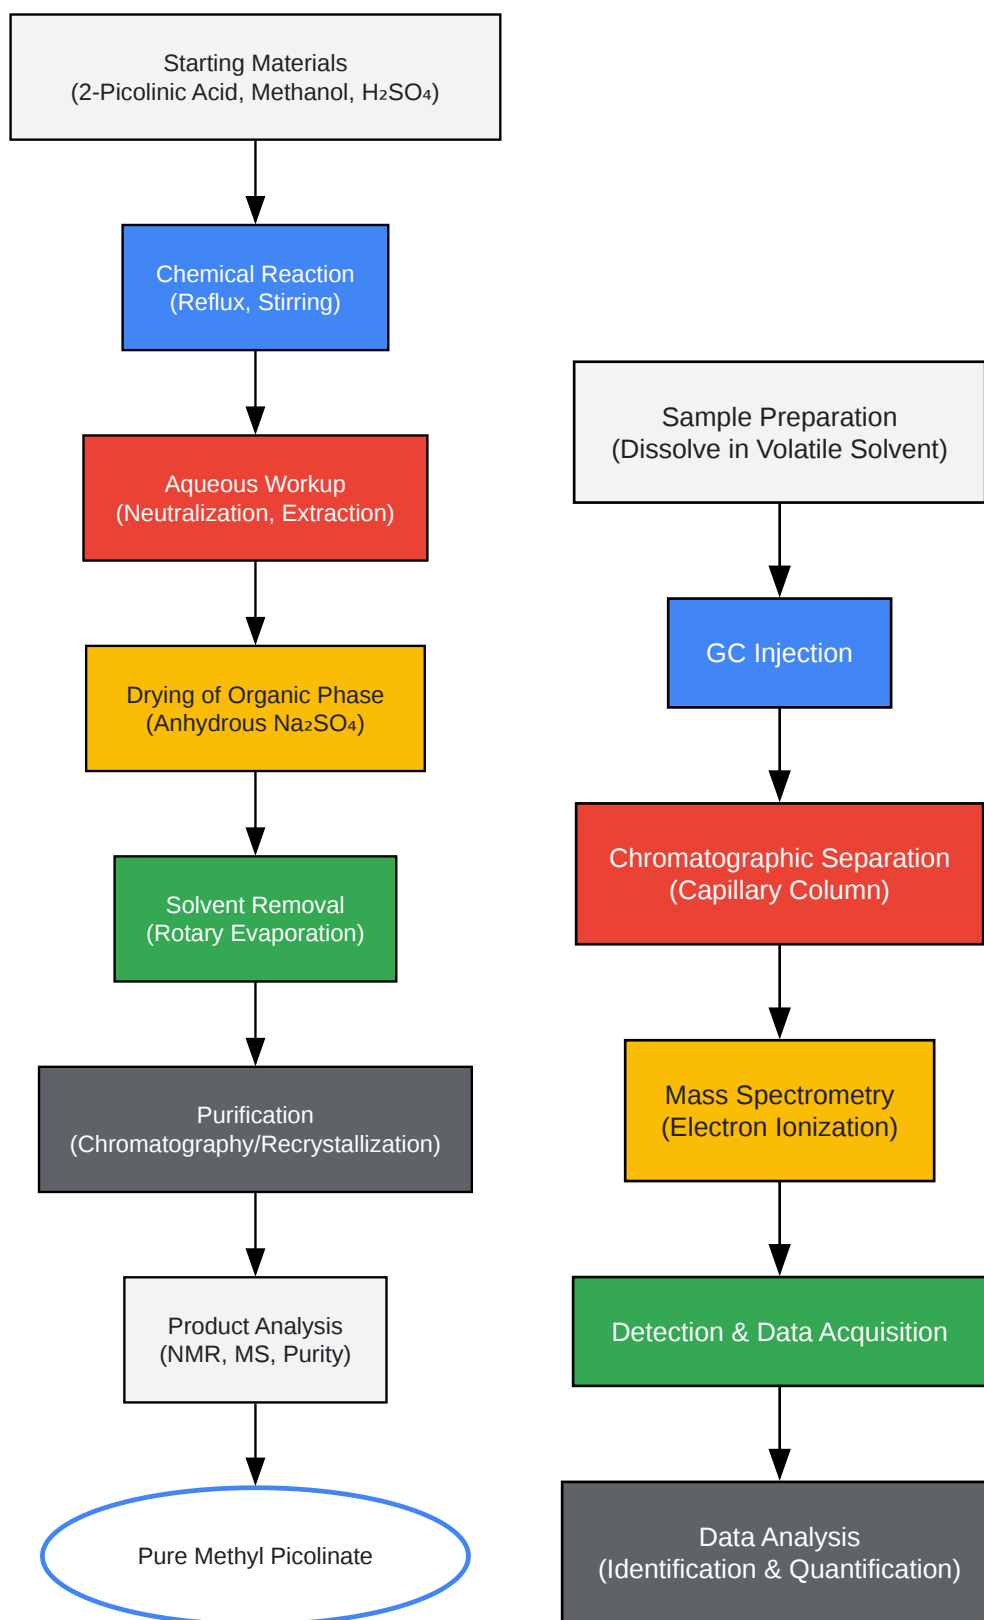 Starting Materials
(2-Picolinic Acid, Methanol, H₂SO₄)
Chemical Reaction
(Reflux, Stirring)
Aqueous Workup
(Neutralization, Extraction)
Drying of Organic Phase
(Anhydrous Na₂SO₄)
Solvent Removal
(Rotary Evaporation)
Purification
(Chromatography/Recrystallization)
Product Analysis
(NMR, MS, Purity)
Pure Methyl Picolinate
Sample Preparation
(Dissolve in Volatile Solvent)
GC Injection
Chromatographic Separation
(Capillary Column)
Mass Spectrometry
(Electron Ionization)
Detection & Data Acquisition
Data Analysis
(Identification & Quantification)